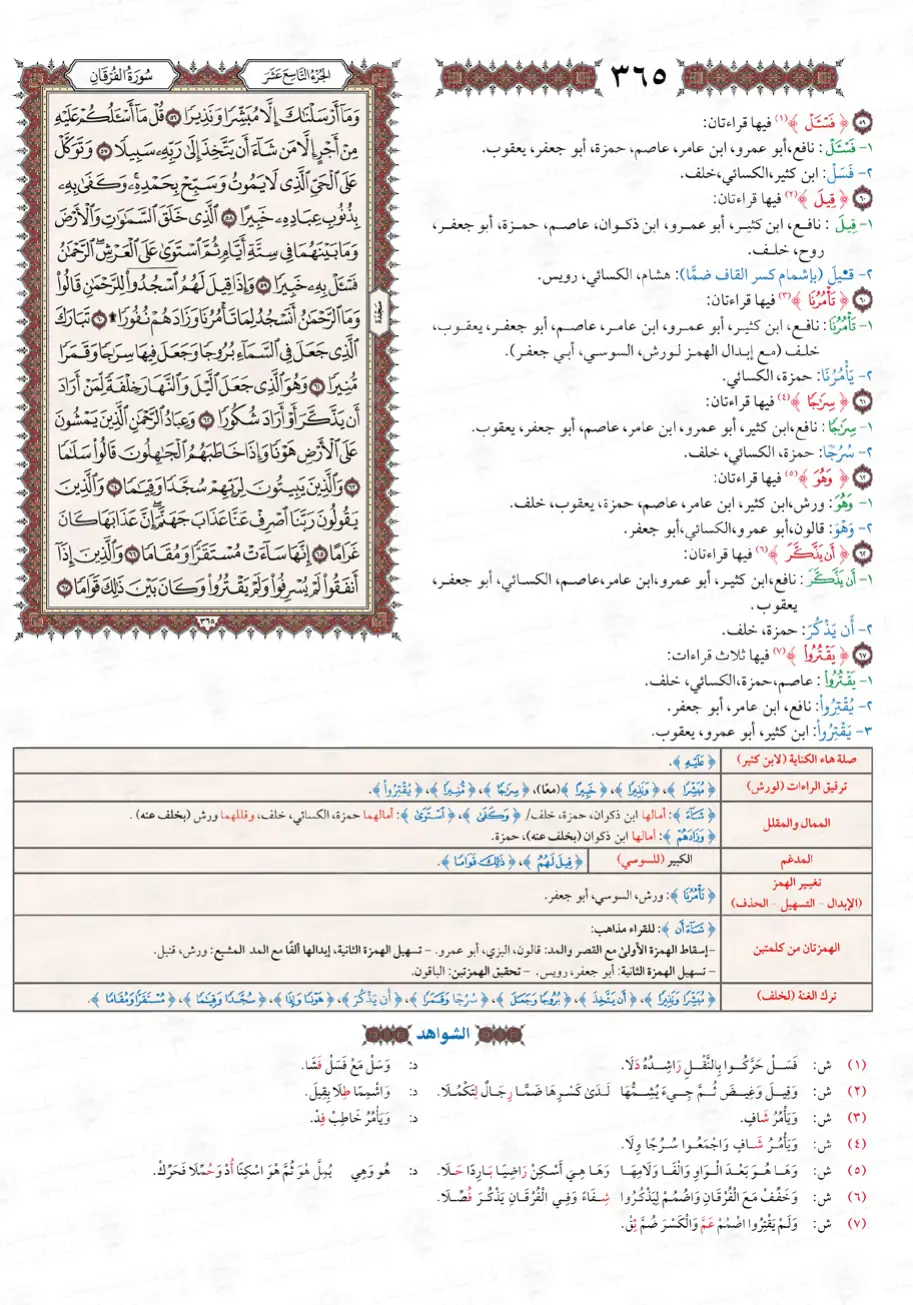 ٣٦٥
﴿٥٩﴾ ﴿ فَسْـَٔلْ ﴾(١) فيها قراءتان:
١- فَسْـَٔلْ: نافع،أبو عمرو، ابن عامر، عاصم، حمزة، أبو جعفر، يعقوب.
٢- فَسَلْ: ابن كثير،الكسائي،خلف.
﴿٦٠﴾ ﴿ قِيلَ ﴾(٢) فيها قراءتان:
١- قِيلَ : نافع، ابن كثير، أبو عمرو، ابن ذكوان، عاصم، حمزة، أبو جعفر،
روح، خلف.
٢- قيل (بإشمام كسر القاف ضمًّا): هشام، الكسائي، رويس.
﴿٦٠﴾ ﴿ تَأْمُرُنَا ﴾(٣) فيها قراءتان:
١- تَأْمُرُنَا: نافع، ابن كثير، أبو عمرو، ابن عامر، عاصم، أبو جعفر، يعقوب،
خلف (مع إبدال الهمز لورش، السوسي، أبي جعفر).
٢- يَأْمُرُنَا: حمزة، الكسائي.
﴿٦١﴾ ﴿ سِرَٰجًا ﴾(٤) فيها قراءتان:
١- سِرَٰجًا: نافع،ابن كثير، أبو عمرو، ابن عامر، عاصم، أبو جعفر، يعقوب.
٢- سُرُجًا: حمزة، الكسائي، خلف.
﴿٦٢﴾ ﴿ وَهُوَ ﴾(٥) فيها قراءتان:
١- وَهُوَ: ورش،ابن كثير، ابن عامر، عاصم، حمزة، يعقوب، خلف.
٢- وَهْوَ: قالون،أبو عمرو،الكسائي،أبو جعفر.
﴿٦٢﴾ ﴿ أَن يَذَّكَّرَ ﴾(٦) فيها قراءتان:
١- أَن يَذَّكَّرَ: نافع،ابن كثير، أبو عمرو،ابن عامر،عاصم، الكسائي، أبو جعفر،
يعقوب.
٢- أَن يَذْكُرَ: حمزة، خلف.
﴿٦٧﴾ ﴿ يَقْتُرُوا۟ ﴾(٧) فيها ثلاث قراءات:
١- يَقْتُرُوا۟ : عاصم،حمزة،الكسائي، خلف.
٢- يُقْتِرُوا۟: نافع، ابن عامر، أبو جعفر.
٣- يَقْتِرُوا۟: ابن كثير، أبو عمرو، يعقوب.
الجزء التاسع عشر
سورة الفرقان
وَمَآ أَرْسَلْنَٰكَ إِلَّا مُبَشِّرًا وَنَذِيرًا ﴿٥٦﴾ قُلْ مَآ أَسْـَٔلُكُمْ عَلَيْهِ
مِنْ أَجْرٍ إِلَّا مَن شَآءَ أَن يَتَّخِذَ إِلَىٰ رَبِّهِۦ سَبِيلًا ﴿٥٧﴾ وَتَوَكَّلْ
عَلَى ٱلْحَىِّ ٱلَّذِى لَا يَمُوتُ وَسَبِّحْ بِحَمْدِهِۦ ۚ وَكَفَىٰ بِهِۦ
بِذُنُوبِ عِبَادِهِۦ خَبِيرًا ﴿٥٨﴾ ٱلَّذِى خَلَقَ ٱلسَّمَٰوَٰتِ وَٱلْأَرْضَ
وَمَا بَيْنَهُمَا فِى سِتَّةِ أَيَّامٍ ثُمَّ ٱسْتَوَىٰ عَلَى ٱلْعَرْشِ ۚ ٱلرَّحْمَٰنُ
فَسْـَٔلْ بِهِۦ خَبِيرًا ﴿٥٩﴾ وَإِذَا قِيلَ لَهُمُ ٱسْجُدُوا۟ لِلرَّحْمَٰنِ قَالُوا۟
وَمَا ٱلرَّحْمَٰنُ أَنَسْجُدُ لِمَا تَأْمُرُنَا وَزَادَهُمْ نُفُورًا ۩ ﴿٦٠﴾ تَبَارَكَ
ٱلَّذِى جَعَلَ فِى ٱلسَّمَآءِ بُرُوجًا وَجَعَلَ فِيهَا سِرَٰجًا وَقَمَرًا
مُّنِيرًا ﴿٦١﴾ وَهُوَ ٱلَّذِى جَعَلَ ٱلَّيْلَ وَٱلنَّهَارَ خِلْفَةً لِّمَنْ أَرَادَ
أَن يَذَّكَّرَ أَوْ أَرَادَ شُكُورًا ﴿٦٢﴾ وَعِبَادُ ٱلرَّحْمَٰنِ ٱلَّذِينَ يَمْشُونَ
عَلَى ٱلْأَرْضِ هَوْنًا وَإِذَا خَاطَبَهُمُ ٱلْجَٰهِلُونَ قَالُوا۟ سَلَٰمًا
﴿٦٣﴾ وَٱلَّذِينَ يَبِيتُونَ لِرَبِّهِمْ سُجَّدًا وَقِيَٰمًا ﴿٦٤﴾ وَٱلَّذِينَ
يَقُولُونَ رَبَّنَا ٱصْرِفْ عَنَّا عَذَابَ جَهَنَّمَ ۖ إِنَّ عَذَابَهَا كَانَ
غَرَامًا ﴿٦٥﴾ إِنَّهَا سَآءَتْ مُسْتَقَرًّا وَمُقَامًا ﴿٦٦﴾ وَٱلَّذِينَ إِذَآ
أَنفَقُوا۟ لَمْ يُسْرِفُوا۟ وَلَمْ يَقْتُرُوا۟ وَكَانَ بَيْنَ ذَٰلِكَ قَوَامًا ﴿٦٧﴾
سجدة
٣٦٥
صلة هاء الكناية (لابن كثير) ﴿ عَلَيْهِ ﴾.
ترقيق الراءات (لورش) ﴿ مُبَشِّرًا ﴾، ﴿ وَنَذِيرًا ﴾، ﴿ خَبِيرًا ﴾(معًا)، ﴿ سِرَٰجًا ﴾، ﴿ مُّنِيرًا ﴾، ﴿ يُقْتِرُوا۟ ﴾.
الممال والمقلل ﴿ شَآءَ ﴾: أمالها ابن ذكوان، حمزة، خلف/ ﴿ وَكَفَىٰ ﴾، ﴿ ٱسْتَوَىٰ ﴾: أمالهما حمزة، الكسائي، خلف، وقللهما ورش (بخلف عنه) .
﴿ وَزَادَهُمْ ﴾: أمالها ابن ذكوان (بخلف عنه)، حمزة.
المدغم الكبير (للسوسي) ﴿ قِيلَ لَهُمُ ﴾، ﴿ ذَٰلِكَ قَوَامًا ﴾.
تغيير الهمز
(الإبدال - التسهيل - الحذف) ﴿ تَأْمُرُنَا ﴾: ورش، السوسي، أبو جعفر.
الهمزتان من كلمتين ﴿ شَآءَ أَن ﴾: للقراء مذاهب:
-إسقاط الهمزة الأولىٰ مع القصر والمد: قالون، البزي، أبو عمرو. - تسهيل الهمزة الثانية، إبدالها ألفًا مع المد المشبع: ورش، قنبل.
- تسهيل الهمزة الثانية: أبو جعفر، رويس. - تحقيق الهمزتين: الباقون.
ترك الغنة (لخلف) ﴿ مُبَشِّرًا وَنَذِيرًا ﴾، ﴿ أَن يَتَّخِذَ ﴾، ﴿ بُرُوجًا وَجَعَلَ ﴾، ﴿ سُرُجًا وَقَمَرًا ﴾، ﴿ أَن يَذْكُرَ ﴾، ﴿ هَوْنًا وَإِذَا ﴾، ﴿ سُجَّدًا وَقِيَٰمًا ﴾، ﴿ مُسْتَقَرًّا وَمُقَامًا ﴾.
الشواهد
(١) ش: فَسَلْ حَرَّكُوا بِالنَّقْلِ رَاشِدُهُ دَلَا. د: وَسَلْ مَعْ فَسَلْ فَشَا.
(٢) ش: وَقِيلَ وَغِيضَ ثُمَّ جِيءَ يُشِمُّهَا لَدَىٰ كَسْرِهَا ضَمًّا رِجَالٌ لِتَكْمُلَا. د: وَاشْمِمًا طِلَا بِقِيلَ.
(٣) ش: وَيَأْمُرُ شَافٍ. د: وَيَأْمُرُ خَاطِبْ فِدْ.
(٤) ش: وَيَأْمُرُ شَافٍ وَاجْمَعُوا سُرُجًا وِلَا.
(٥) ش: وَهَا هُوَ بَعْدَ الْوَاوِ وَالْفَا وَلَامِهَا وَهَا هِيَ أَسْكِنْ رَاضِيًا بَارِدًا حَلَا. د: هُو وَهِي يُمِلَّ هُوَ ثُمَّ هُوَ اسْكِنًا أُدْ وَحُمِّلَا فَحَرِّكْ.
(٦) ش: وَخَفِّفْ مَعَ الْفُرْقَانِ وَاضْمُمْ لِيَذْكُرُوا شِفَاءً وَفِي الْفُرْقَانِ يَذْكُرَ فُصِّلَا.
(٧) ش: وَلَمْ يَقْتِرُوا اضْمُمْ عَمَّ وَالْكَسْرَ ضُمَّ ثِقْ.